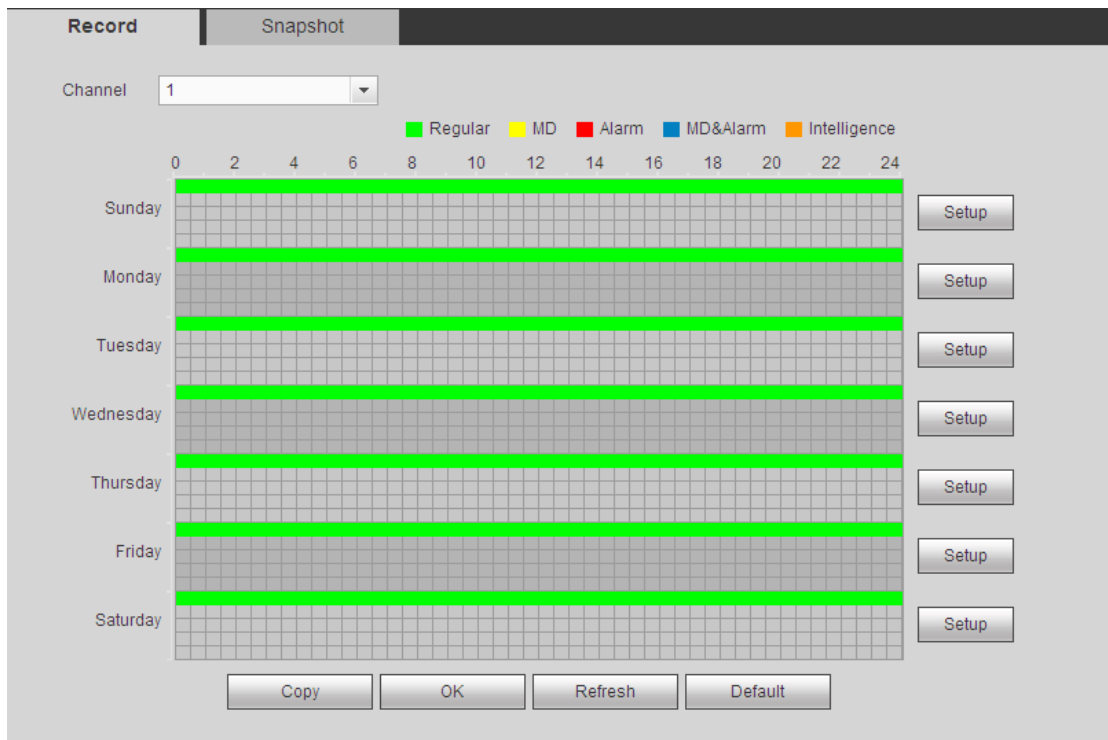 Record Snapshot
Channel 1
Regular MD Alarm MD&Alarm Intelligence
0 2 4 6 8 10 12 14 16 18 20 22 24
Sunday Setup
Monday Setup
Tuesday Setup
Wednesday Setup
Thursday Setup
Friday Setup
Saturday Setup
Copy OK Refresh Default